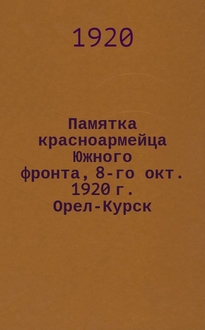 1920
Памятка
красноармейца
Южного
фронта, 8-го окт.
1920 г.
Орел-Курск